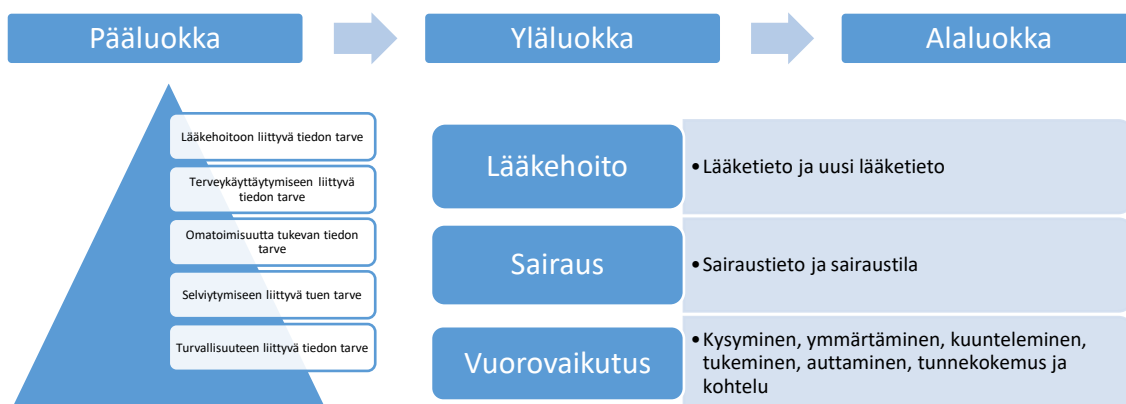 Pääluokka
Yläluokka
Alaluokka
Lääkehoitoon liittyvä tiedon tarve
Terveykäyttäytymiseen liittyvä
tiedon tarve
Omatoimisuutta tukevan tiedon
tarve
Selviytymiseen liittyvä tuen tarve
Turvallisuuteen liittyvä tiedon tarve
Lääkehoito
•Lääketieto ja uusi lääketieto
Sairaus
•Sairaustieto ja sairaustila
Vuorovaikutus
•Kysyminen, ymmärtäminen, kuunteleminen,
tukeminen, auttaminen, tunnekokemus ja
kohtelu